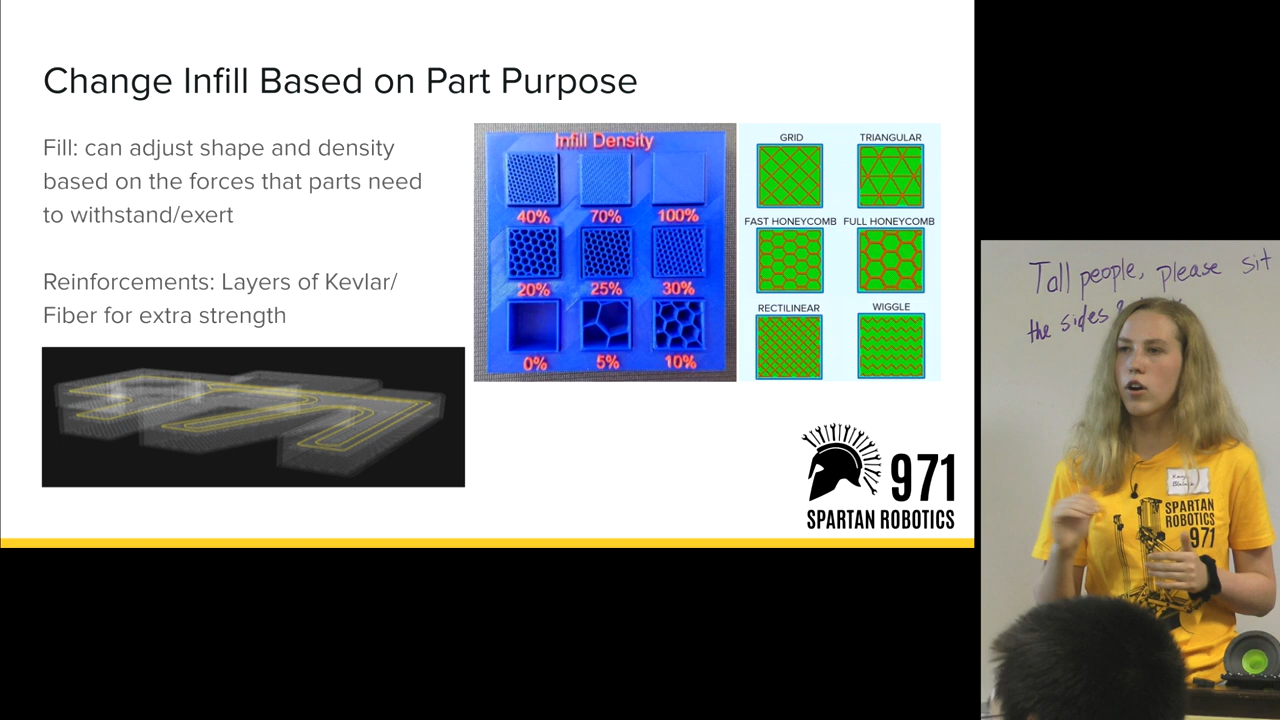 Change Infill Based on Part Purpose
Fill: can adjust shape and density
based on the forces that parts need
to withstand/exert
Reinforcements: Layers of Kevlar/
Fiber for extra strength
Infill Density
40% 70% 100%
20% 25% 30%
0% 5% 10%
GRID TRIANGULAR
FAST HONEYCOMB FULL HONEYCOMB
RECTILINEAR WIGGLE
971
SPARTAN ROBOTICS
Tall people, please sit
the sides
SPARTAN
ROBOTICS
971